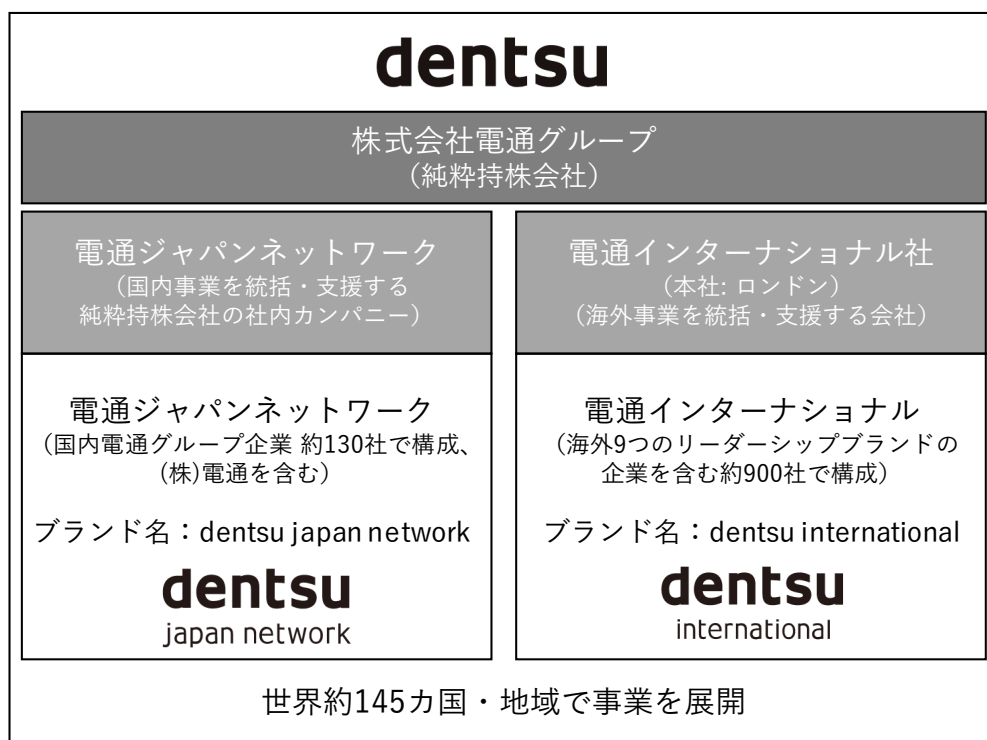 dentsu
株式会社電通グループ
（純粋持株会社）
電通ジャパンネットワーク
（国内事業を統括・支援する
純粋持株会社の社内カンパニー）
電通インターナショナル社
（本社: ロンドン）
（海外事業を統括・支援する会社）
電通ジャパンネットワーク
（国内電通グループ企業 約130社で構成、
(株)電通を含む）
ブランド名：dentsu japan network
dentsu
japan network
電通インターナショナル
（海外9つのリーダーシップブランドの
企業を含む約900社で構成）
ブランド名：dentsu international
dentsu
international
世界約145カ国・地域で事業を展開